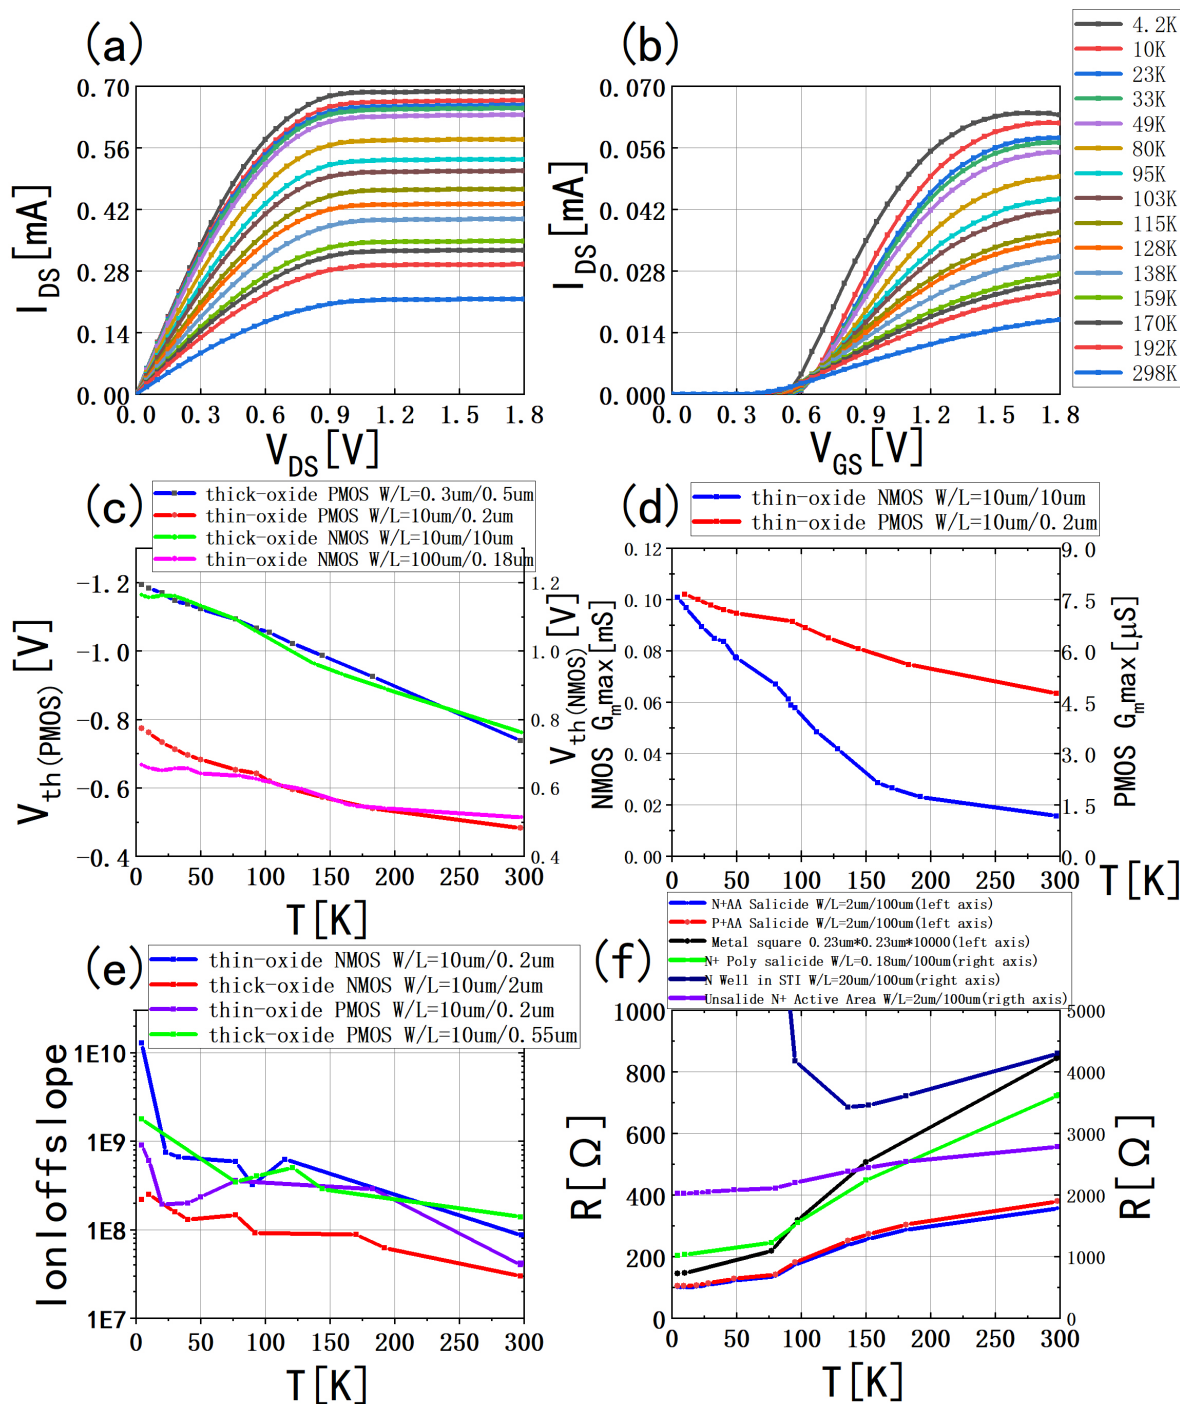 (a)
0.70
0.56
0.42
0.28
0.14
0.00
I_DS[mA]
0.0 0.3 0.6 0.9 1.2 1.5 1.8
V_DS[V]
(b)
0.070
0.056
0.042
0.028
0.014
0.000
I_DS[mA]
0.0 0.3 0.6 0.9 1.2 1.5 1.8
V_GS[V]
4.2K
10K
23K
33K
49K
80K
95K
103K
115K
128K
138K
159K
170K
192K
298K
(c)
thick-oxide PMOS W/L=0.3um/0.5um
thin-oxide PMOS W/L=10um/0.2um
thick-oxide NMOS W/L=10um/10um
thin-oxide NMOS W/L=100um/0.18um
−1.2
−1.0
−0.8
−0.6
−0.4
V_th(PMOS) [V]
1.2
1.0
0.8
0.6
0.4
V_th(NMOS) [V]
0 50 100 150 200 250 300
T[K]
(d)
thin-oxide NMOS W/L=10um/10um
thin-oxide PMOS W/L=10um/0.2um
0.12
0.10
0.08
0.06
0.04
0.02
0.00
NMOS G_mmax[mS]
9.0
7.5
6.0
4.5
3.0
1.5
0.0
PMOS G_mmax[μS]
0 50 100 150 200 250 300
T[K]
(e)
thin-oxide NMOS W/L=10um/0.2um
thick-oxide NMOS W/L=10um/2um
thin-oxide PMOS W/L=10um/0.2um
thick-oxide PMOS W/L=10um/0.55um
1E10
1E9
1E8
1E7
Ionloffslope
0 50 100 150 200 250 300
T[K]
(f)
N+AA Salicide W/L=2um/100um(left axis)
P+AA Salicide W/L=2um/100um(left axis)
Metal square 0.23um*0.23um*10000(left axis)
N+ Poly salicide W/L=0.18um/100um(right axis)
N Well in STI W/L=20um/100um(right axis)
Unsalide N+ Active Area W/L=2um/100um(rigth axis)
1000
800
600
400
200
0
R[Ω]
5000
4000
3000
2000
1000
0
R[Ω]
0 50 100 150 200 250 300
T[K]